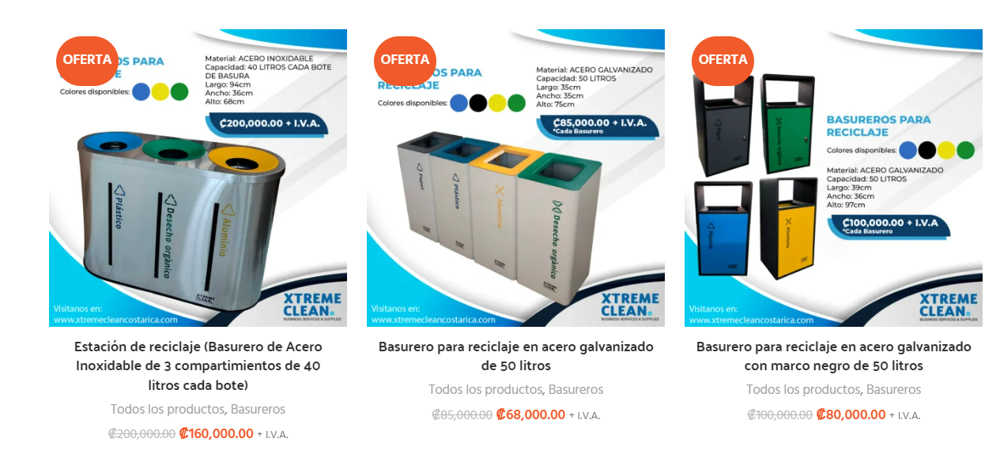 OFERTA
OS PARA
E
Colores disponibles:
Material: ACERO INOXIDABLE
Capacidad: 40 LITROS CADA BOTE
DE BASURA
Largo: 94cm
Ancho: 36cm
Alto: 68cm
₡200,000.00 + I.V.A.
Plástico
Desecho orgánico
Aluminio
XTREME CLEAN.
Visitanos en:
www.xtremecleancostarica.com
XTREME
CLEAN.
BUSINESS SERVICES & SUPPLIES
Estación de reciclaje (Basurero de Acero
Inoxidable de 3 compartimientos de 40
litros cada bote)
Todos los productos, Basureros
₡200,000.00 ₡160,000.00 + I.V.A.
OFERTA
OS PARA
RECICLAJE
Colores disponibles:
Material: ACERO GALVANIZADO
Capacidad: 50 LITROS
Largo: 35cm
Ancho: 35cm
Alto: 75cm
₡85,000.00 + I.V.A.
*Cada Basurero
Papel
Plástico
Aluminio
Desecho orgánico
XTREME CLEAN.
Visitanos en:
www.xtremecleancostarica.com
XTREME
CLEAN.
BUSINESS SERVICES & SUPPLIES
Basurero para reciclaje en acero galvanizado
de 50 litros
Todos los productos, Basureros
₡85,000.00 ₡68,000.00 + I.V.A.
OFERTA
Papel
Desecho orgánico
Plástico
Aluminio
BASUREROS PARA
RECICLAJE
Colores disponibles:
Material: ACERO GALVANIZADO
Capacidad: 50 LITROS
Largo: 39cm
Ancho: 36cm
Alto: 97cm
₡100,000.00 + I.V.A
*Cada Basurero
Visitanos en:
www.xtremecleancostarica.com
XTREME
CLEAN.
BUSINESS SERVICES & SUPPLIES
Basurero para reciclaje en acero galvanizado
con marco negro de 50 litros
Todos los productos, Basureros
₡100,000.00 ₡80,000.00 + I.V.A.